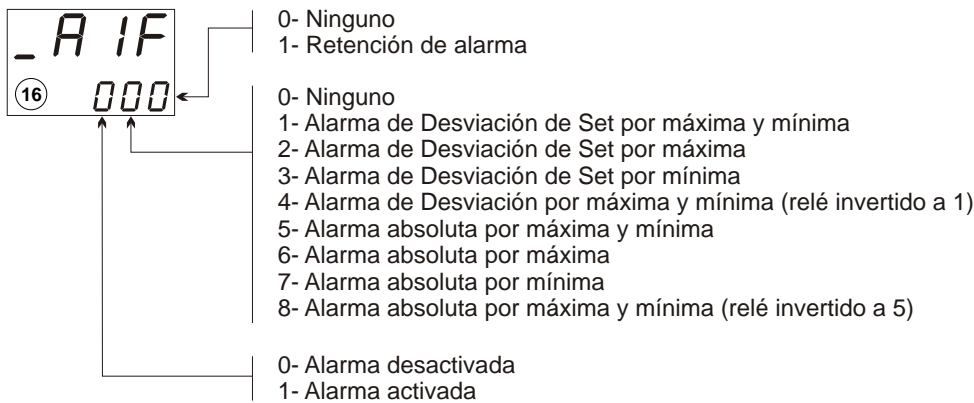 _A1F
16
000
0- Ninguno
1- Retención de alarma
0- Ninguno
1- Alarma de Desviación de Set por máxima y mínima
2- Alarma de Desviación de Set por máxima
3- Alarma de Desviación de Set por mínima
4- Alarma de Desviación por máxima y mínima (relé invertido a 1)
5- Alarma absoluta por máxima y mínima
6- Alarma absoluta por máxima
7- Alarma absoluta por mínima
8- Alarma absoluta por máxima y mínima (relé invertido a 5)
0- Alarma desactivada
1- Alarma activada